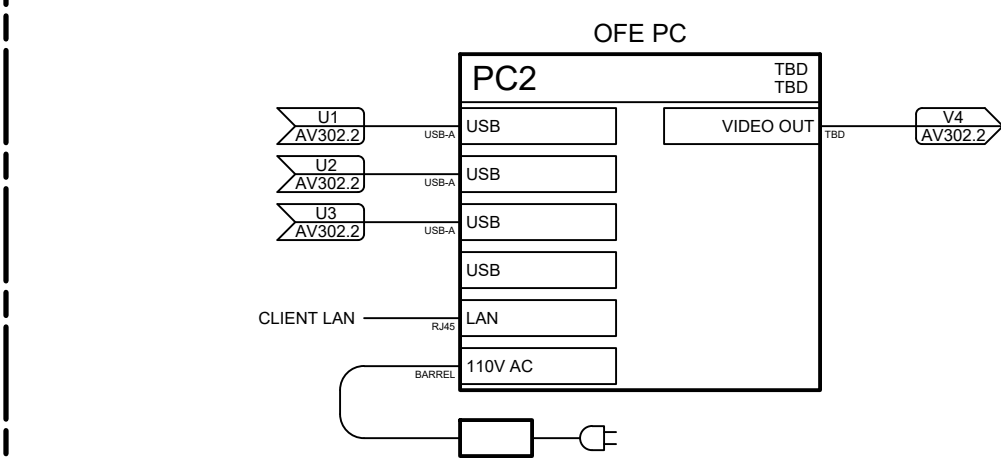 OFE PC
PC2
TBD
TBD
U1
AV302.2
USB-A
USB
VIDEO OUT
TBD
V4
AV302.2
U2
AV302.2
USB-A
USB
U3
AV302.2
USB-A
USB
USB
CLIENT LAN
RJ45
LAN
BARREL
110V AC